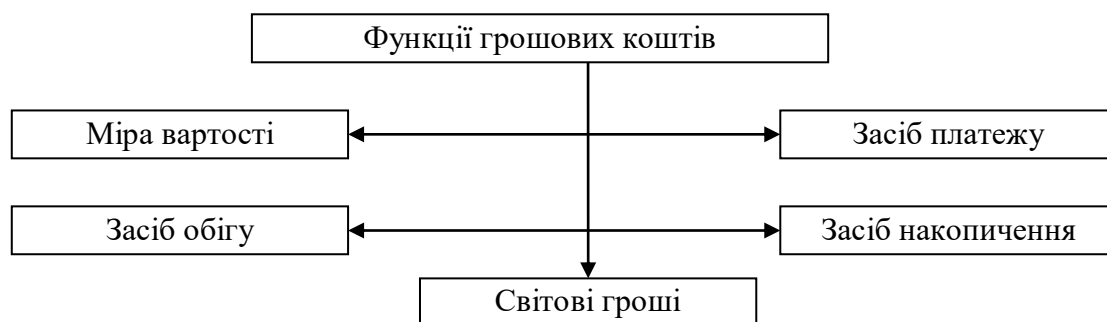 Функції грошових коштів
Міра вартості
Засіб платежу
Засіб обігу
Засіб накопичення
Світові гроші